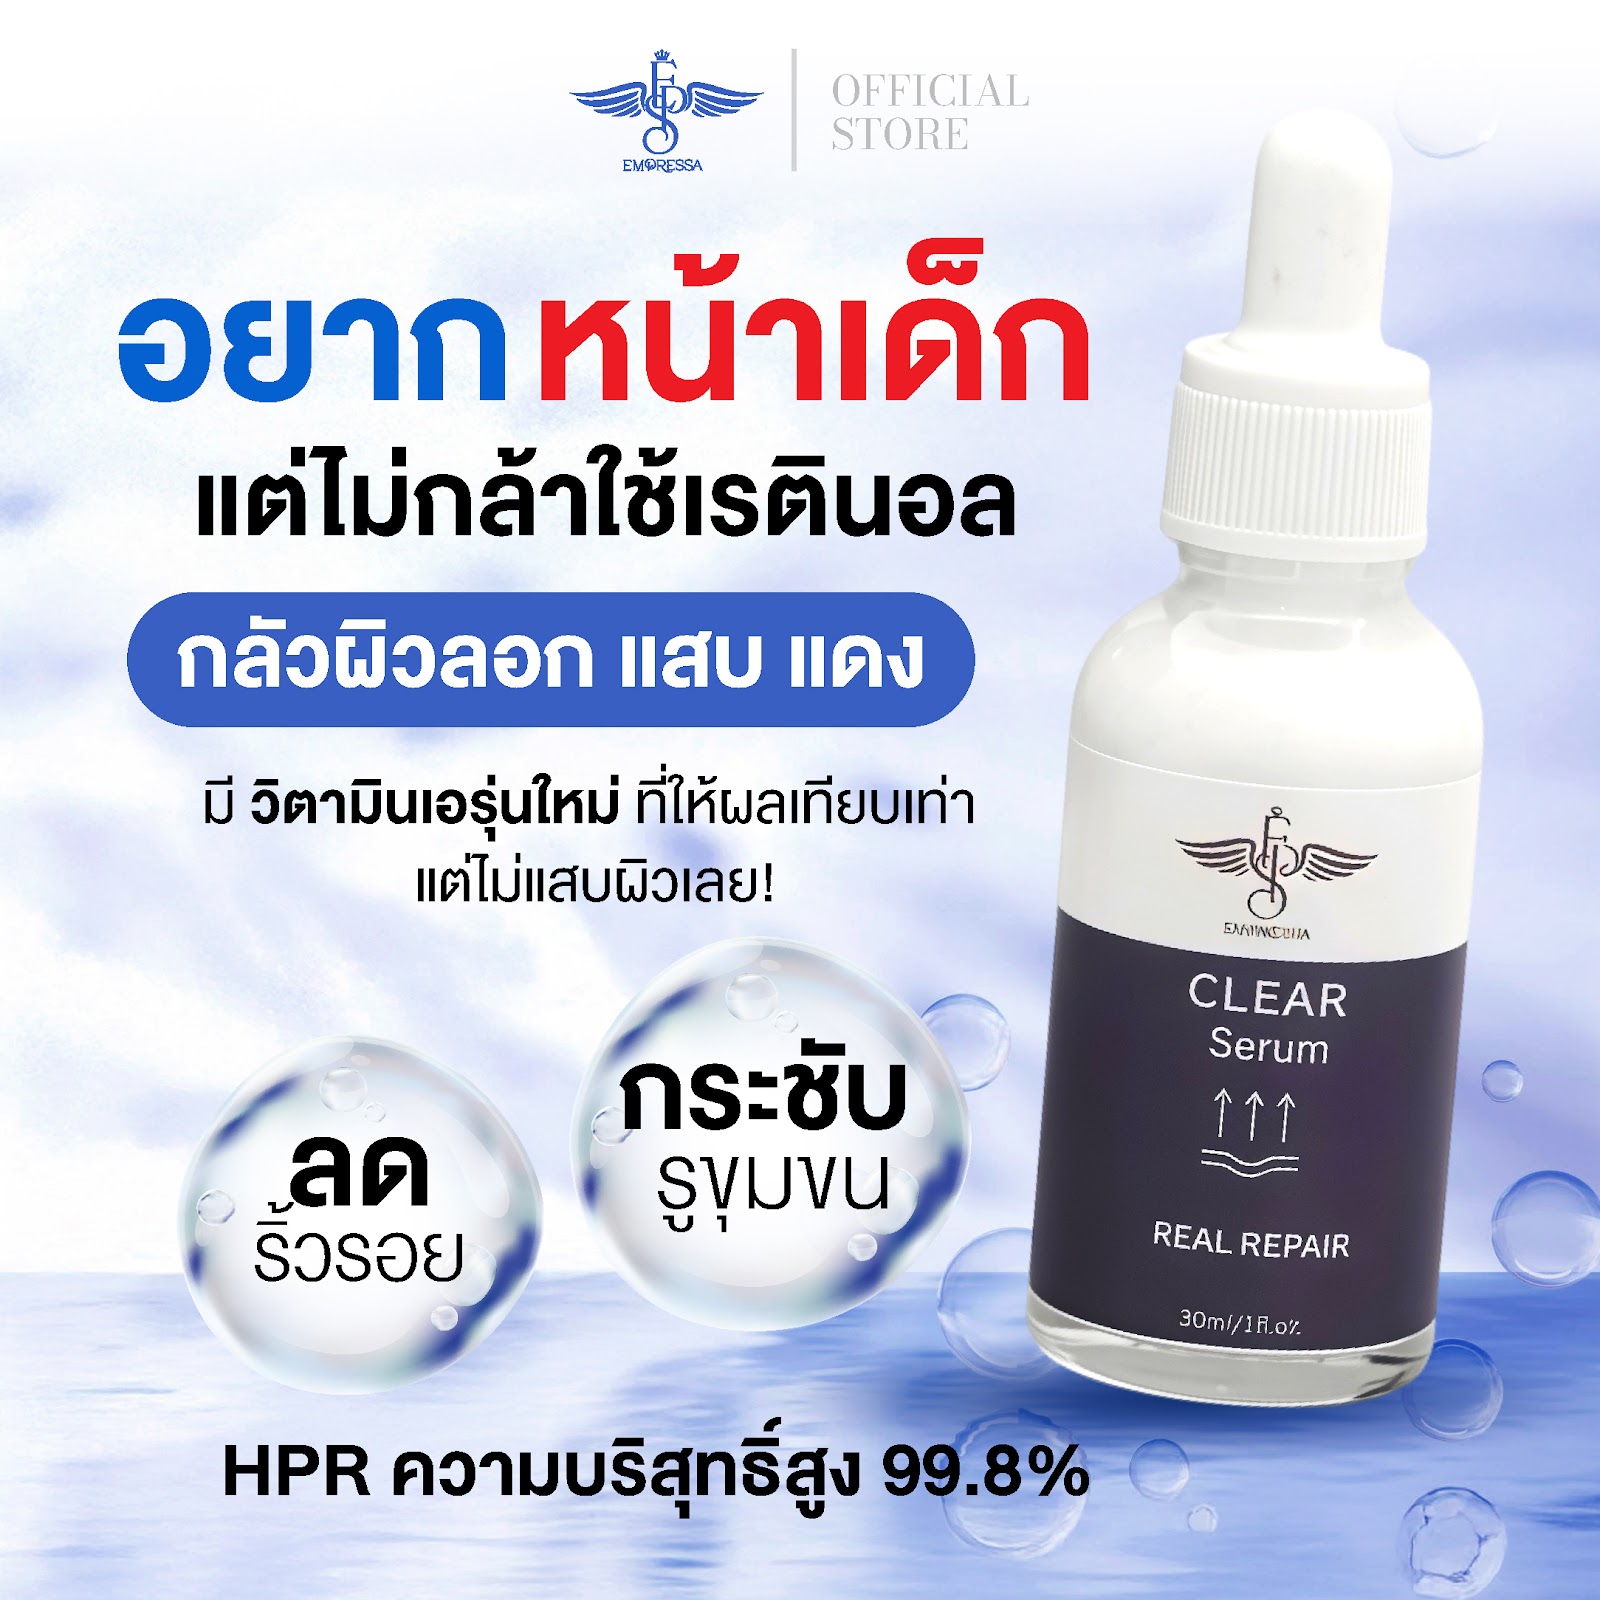 EMPRESSA
OFFICIAL
STORE
อยากหน้าเด็ก
แต่ไม่กล้าใช้เรตินอล
กลัวผิวลอก แสบ แดง
มี วิตามินเอรุ่นใหม่ ที่ให้ผลเทียบเท่า
แต่ไม่แสบผิวเลย!
ลด
ริ้วรอย
กระชับ
รูขุมขน
HPR ความบริสุทธิ์สูง 99.8%
CLEAR
Serum
REAL REPAIR
30ml/1fl.oz